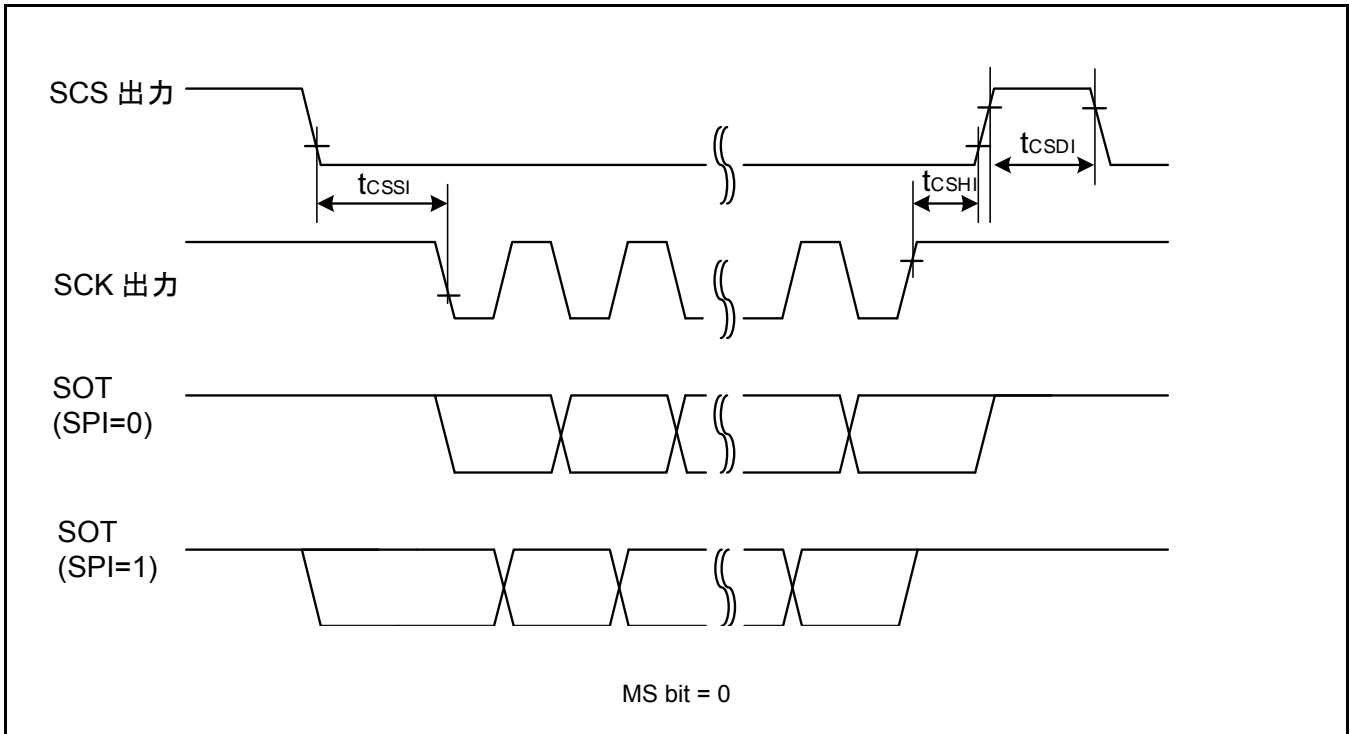 SCS 出力
tCSDI
tCSSI
tCSHI
SCK 出力
SOT
(SPI=0)
SOT
(SPI=1)
MS bit = 0